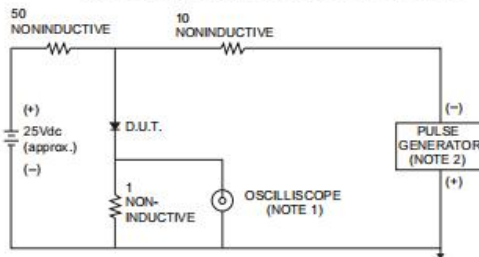 50
NONINDUCTIVE
10
NONINDUCTIVE
(+)
25Vdc
(approx.)
(–)
D.U.T.
1
NON-
INDUCTIVE
OSCILLISCOPE
(NOTE 1)
(–)
PULSE
GENERATOR
(NOTE 2)
(+)